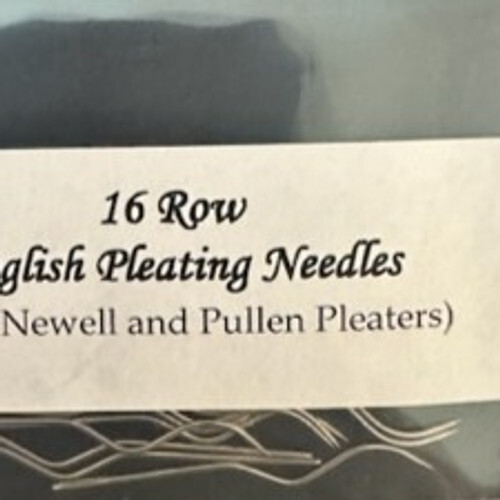 16 Row
glish Pleating Needles
Newell and Pullen Pleaters)